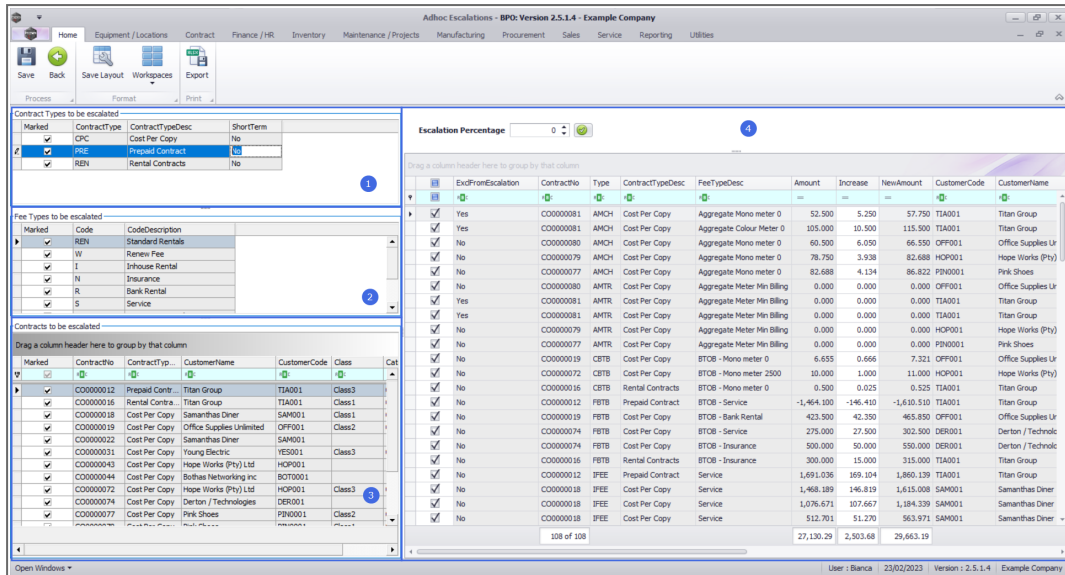 Adhoc Escalations - BPO: Version 2.5.1.4 - Example Company
Home Equipment / Locations Contract Finance / HR Inventory Maintenance / Projects Manufacturing Procurement Sales Service Reporting Utilities
Save Back Save Layout Workspaces Export
Process Format Print
Contract Types to be escalated
Marked ContractType ContractTypeDesc ShortTerm
CPC Cost Per Copy No
PRE Prepaid Contract No
REN Rental Contracts No
1
Fee Types to be escalated
Marked Code CodeDescription
REN Standard Rentals
W Renew Fee
I Inhouse Rental
N Insurance
R Bank Rental
S Service
2
Contracts to be escalated
Drag a column header here to group by that column
Marked ContractNo ContractTyp... CustomerName CustomerCode Class Cat
CO0000012 Prepaid Contr... Titan Group TIA001 Class3
CO0000016 Rental Contra... Titan Group TIA001 Class1
CO0000018 Cost Per Copy Samanthas Diner SAM001 Class1
CO0000019 Cost Per Copy Office Supplies Unlimited OFF001 Class2
CO0000022 Cost Per Copy Samanthas Diner SAM001
CO0000031 Cost Per Copy Young Electric YES001 Class3
CO0000043 Cost Per Copy Hope Works (Pty) Ltd HOP001
CO0000044 Cost Per Copy Bothas Networking inc BOT0001
CO0000072 Cost Per Copy Hope Works (Pty) Ltd HOP001 Class3
CO0000074 Cost Per Copy Derton / Technologies DER001
CO0000077 Cost Per Copy Pink Shoes PIN0001 Class2
3
Escalation Percentage 0
4
Drag a column header here to group by that column
ExclFromEscalation ContractNo Type ContractTypeDesc FeeTypeDesc Amount Increase NewAmount CustomerCode CustomerName
= = =
Yes CO0000081 AMCH Cost Per Copy Aggregate Mono meter 0 52.500 5.250 57.750 TIA001 Titan Group
Yes CO0000081 AMCH Cost Per Copy Aggregate Colour Meter 0 105.000 10.500 115.500 TIA001 Titan Group
No CO0000080 AMCH Cost Per Copy Aggregate Mono meter 0 60.500 6.050 66.550 OFF001 Office Supplies Ur
No CO0000079 AMCH Cost Per Copy Aggregate Mono meter 0 78.750 3.938 82.688 HOP001 Hope Works (Pty)
No CO0000077 AMCH Cost Per Copy Aggregate Mono meter 0 82.688 4.134 86.822 PIN0001 Pink Shoes
No CO0000080 AMTR Cost Per Copy Aggregate Meter Min Billing 0.000 0.000 0.000 OFF001 Office Supplies Ur
Yes CO0000081 AMTR Cost Per Copy Aggregate Meter Min Billing 0.000 0.000 0.000 TIA001 Titan Group
Yes CO0000081 AMTR Cost Per Copy Aggregate Meter Min Billing 0.000 0.000 0.000 TIA001 Titan Group
No CO0000079 AMTR Cost Per Copy Aggregate Meter Min Billing 0.000 0.000 0.000 HOP001 Hope Works (Pty)
No CO0000077 AMTR Cost Per Copy Aggregate Meter Min Billing 0.000 0.000 0.000 PIN0001 Pink Shoes
No CO0000019 CBTB Cost Per Copy BTOB - Mono meter 0 6.655 0.666 7.321 OFF001 Office Supplies Ur
No CO0000072 CBTB Cost Per Copy BTOB - Mono meter 2500 10.000 1.000 11.000 HOP001 Hope Works (Pty)
No CO0000016 CBTB Rental Contracts BTOB - Mono meter 0 0.500 0.025 0.525 TIA001 Titan Group
No CO0000012 FBTB Prepaid Contract BTOB - Service -1,464.100 -146.410 -1,610.510 TIA001 Titan Group
No CO0000019 FBTB Cost Per Copy BTOB - Bank Rental 423.500 42.350 465.850 OFF001 Office Supplies Ur
No CO0000074 FBTB Cost Per Copy BTOB - Service 275.000 27.500 302.500 DER001 Derton / Technolc
No CO0000074 FBTB Cost Per Copy BTOB - Insurance 500.000 50.000 550.000 DER001 Derton / Technolc
No CO0000016 FBTB Rental Contracts BTOB - Insurance 300.000 15.000 315.000 TIA001 Titan Group
No CO0000012 IFEE Prepaid Contract Service 1,691.036 169.104 1,860.139 TIA001 Titan Group
No CO0000018 IFEE Cost Per Copy Service 1,468.189 146.819 1,615.008 SAM001 Samanthas Diner
No CO0000018 IFEE Cost Per Copy Service 1,076.671 107.667 1,184.339 SAM001 Samanthas Diner
No CO0000018 IFEE Cost Per Copy Service 512.701 51.270 563.971 SAM001 Samanthas Diner
108 of 108 27,130.29 2,503.68 29,663.19
Open Windows User : Bianca 23/02/2023 Version : 2.5.1.4 Example Company